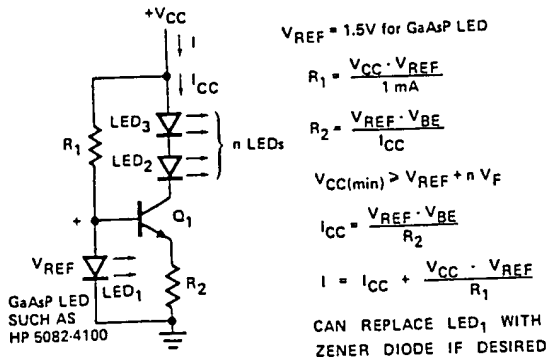 +VCC
I
ICC
LED3
LED2
n LEDs
R1
Q1
+
VREF
LED1
R2
GaAsP LED
SUCH AS
HP 5082-4100
VREF = 1.5V for GaAsP LED
R1 = VCC · VREF / 1 mA
R2 = VREF · VBE / ICC
VCC(min) > VREF + n VF
ICC = VREF · VBE / R2
I = ICC + VCC · VREF / R1
CAN REPLACE LED1 WITH
ZENER DIODE IF DESIRED